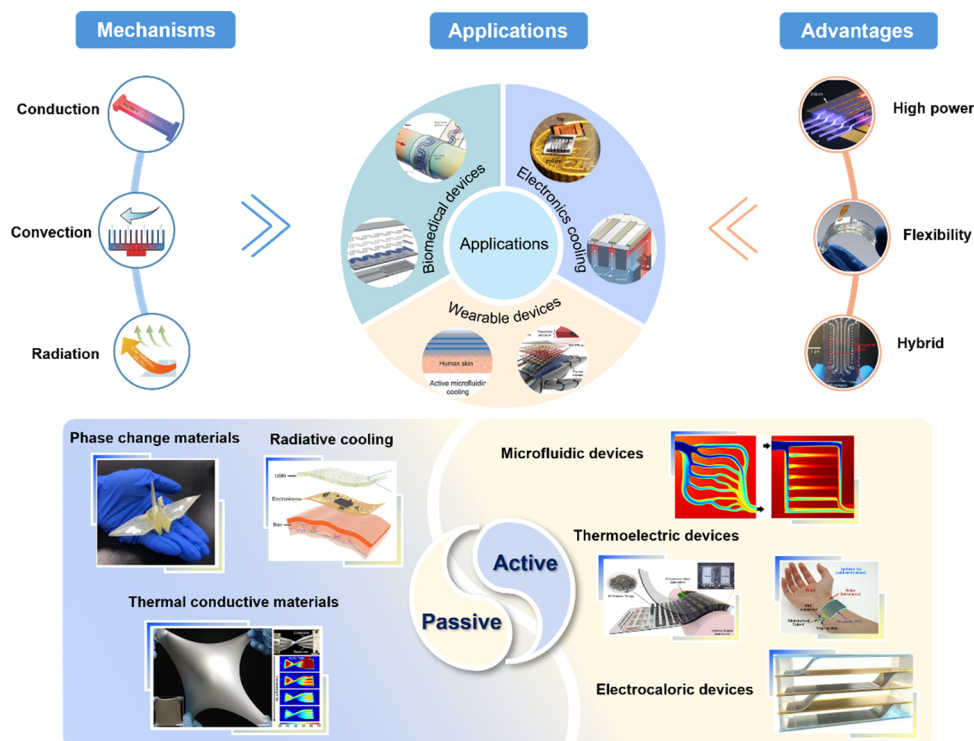 Mechanisms
Applications
Advantages
Conduction
Convection
Radiation
Biomedical devices
Electronics cooling
Applications
Wearable devices
Human skin
Active microfluidic
cooling
High power
Flexibility
Hybrid
Phase change materials
Radiative cooling
Electronics
Skin
Thermal conductive materials
Passive
Active
Microfluidic devices
Thermoelectric devices
Electrocaloric devices